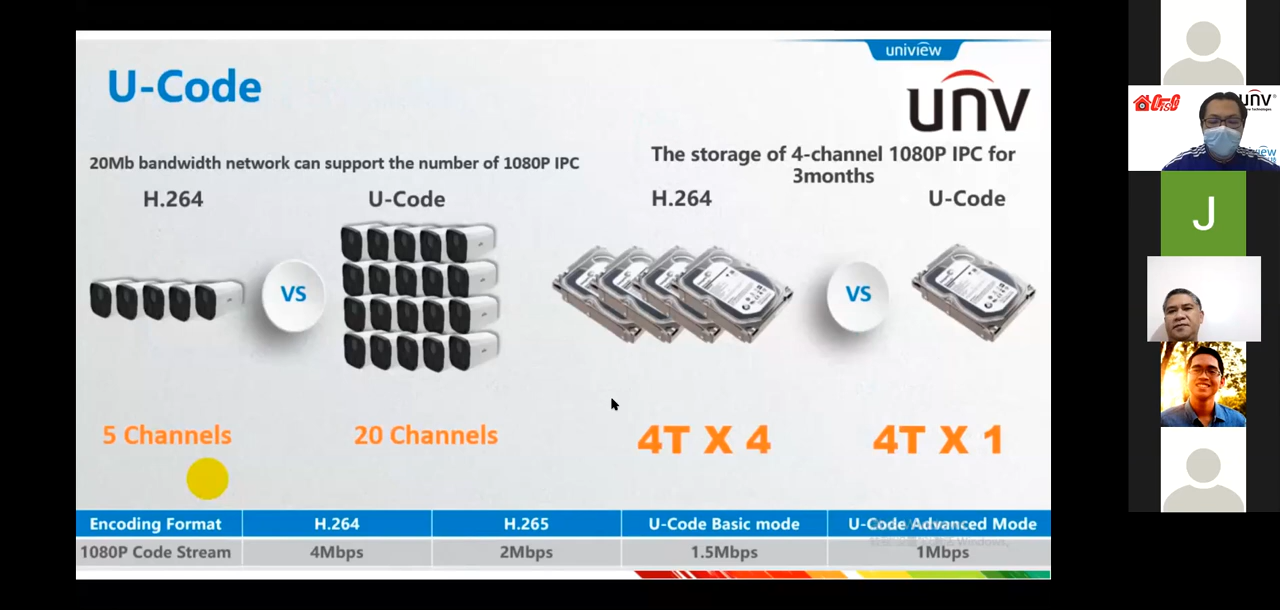 uniview
U-Code
unv
20Mb bandwidth network can support the number of 1080P IPC
The storage of 4-channel 1080P IPC for
3months
H.264
U-Code
H.264
U-Code
VS
VS
5 Channels
20 Channels
4T X 4
4T X 1
Encoding Format
H.264
H.265
U-Code Basic mode
U-Code Advanced Mode
1080P Code Stream
4Mbps
2Mbps
1.5Mbps
1Mbps
unv
J